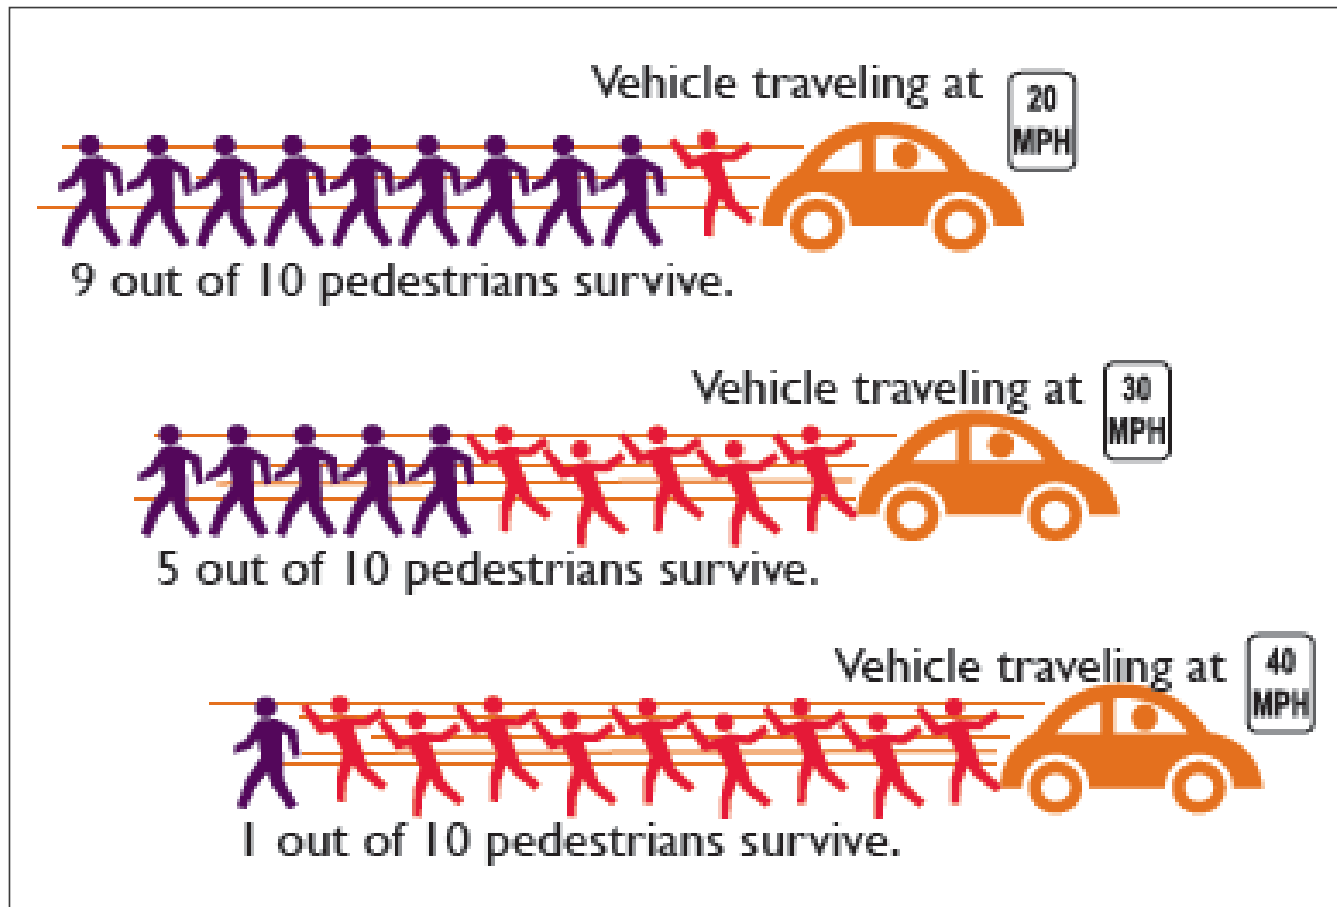 Vehicle traveling at
20
MPH
9 out of 10 pedestrians survive.
Vehicle traveling at
30
MPH
5 out of 10 pedestrians survive.
Vehicle traveling at
40
MPH
1 out of 10 pedestrians survive.